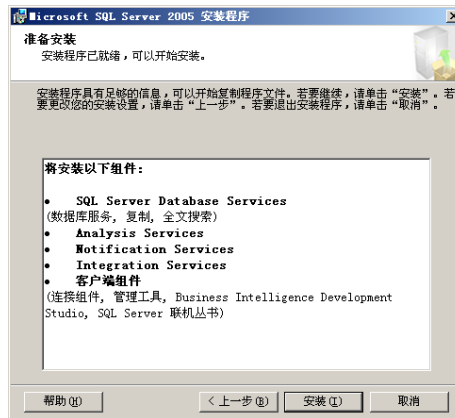 Microsoft SQL Server 2005 安装程序
准备安装
安装程序已就绪，可以开始安装。
安装程序具有足够的信息，可以开始复制程序文件。若要继续，请单击“安装”。若
要更改您的安装设置，请单击“上一步”。若要退出安装程序，请单击“取消”。
将安装以下组件：
• SQL Server Database Services
(数据库服务, 复制, 全文搜索)
• Analysis Services
• Notification Services
• Integration Services
• 客户端组件
(连接组件, 管理工具, Business Intelligence Development
Studio, SQL Server 联机丛书)
帮助(H) <上一步(B) 安装(I) 取消